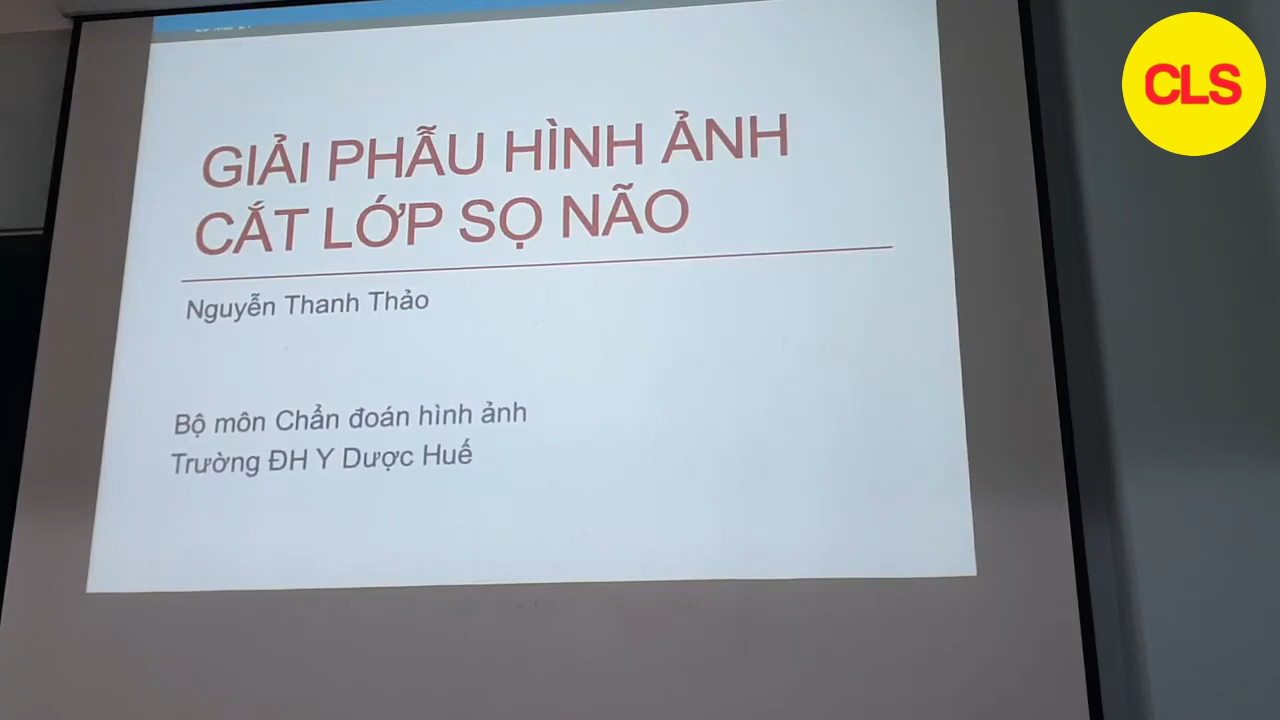 GIẢI PHẪU HÌNH ẢNH
CẮT LỚP SỌ NÃO
Nguyễn Thanh Thảo
Bộ môn Chẩn đoán hình ảnh
Trường ĐH Y Dược Huế
CLS